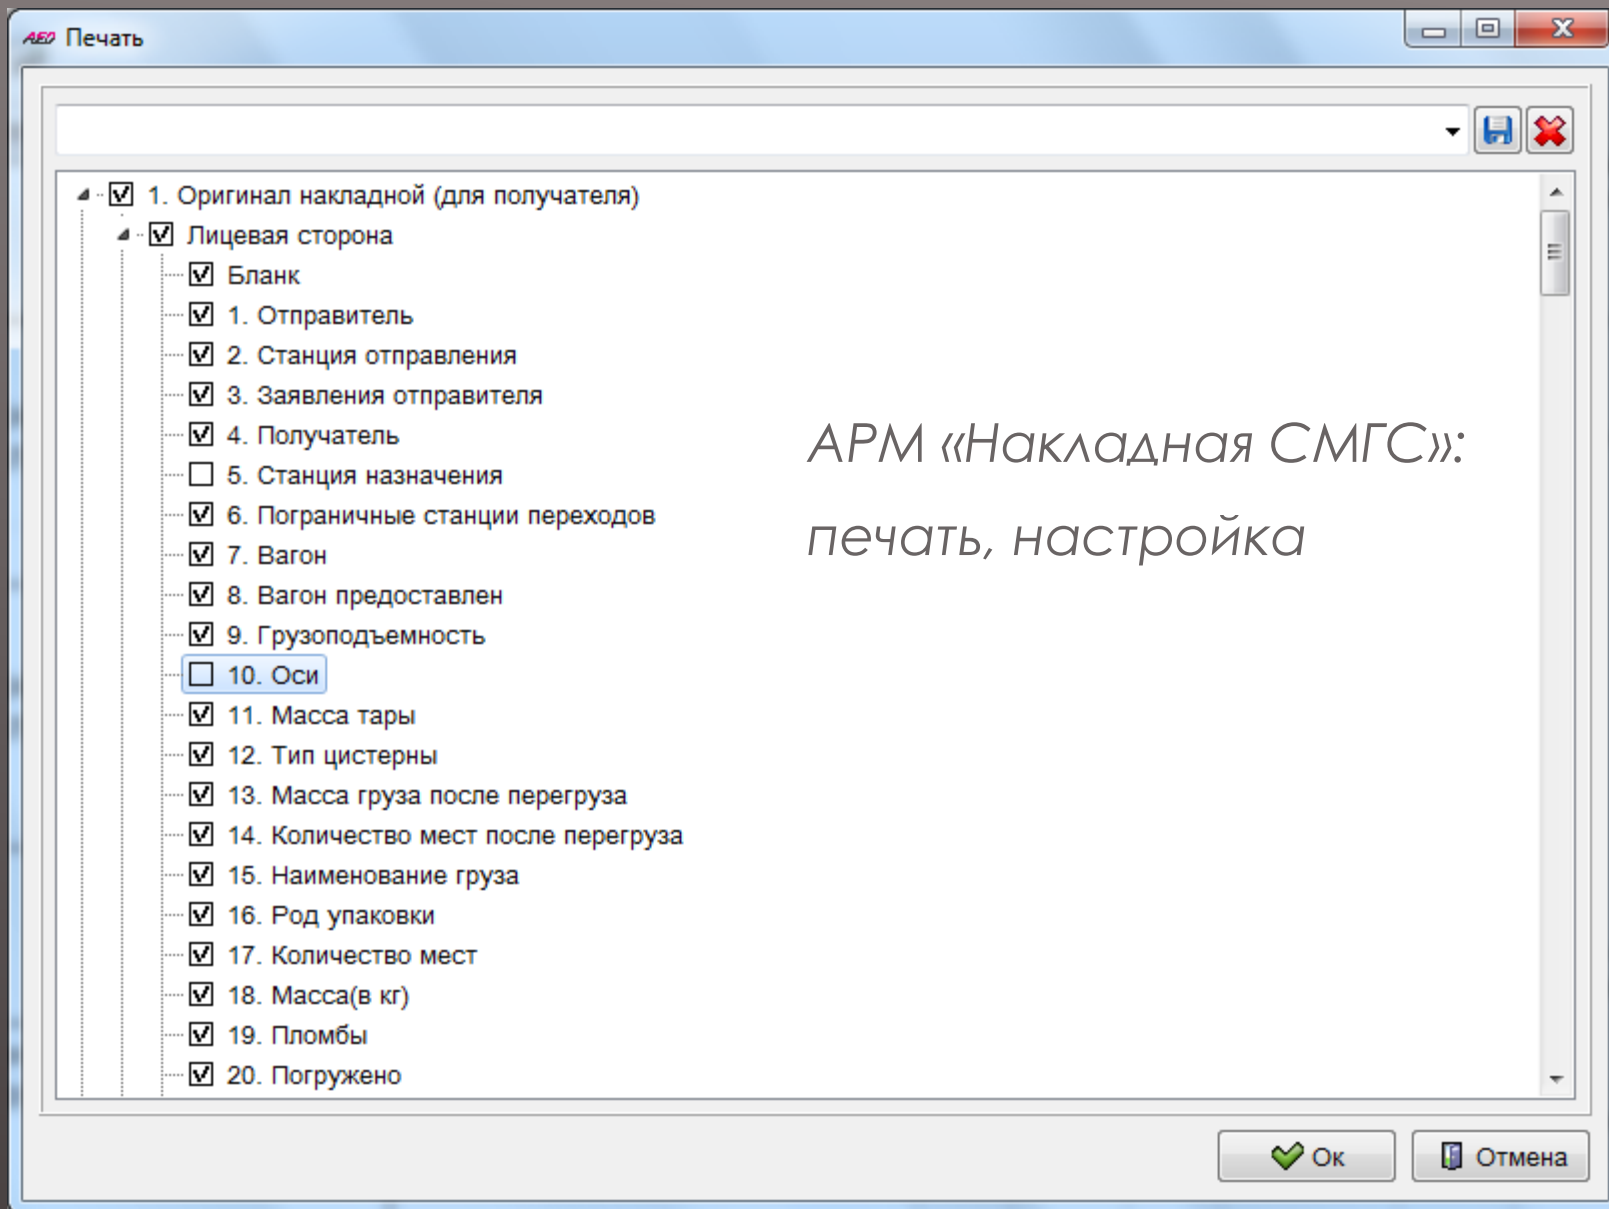 AEO Печать
1. Оригинал накладной (для получателя)
Лицевая сторона
Бланк
1. Отправитель
2. Станция отправления
3. Заявления отправителя
4. Получатель
5. Станция назначения
6. Пограничные станции переходов
7. Вагон
8. Вагон предоставлен
9. Грузоподъемность
10. Оси
11. Масса тары
12. Тип цистерны
13. Масса груза после перегруза
14. Количество мест после перегруза
15. Наименование груза
16. Род упаковки
17. Количество мест
18. Масса(в кг)
19. Пломбы
20. Погружено
АРМ «Накладная СМГС»:
печать, настройка
Ок
Отмена